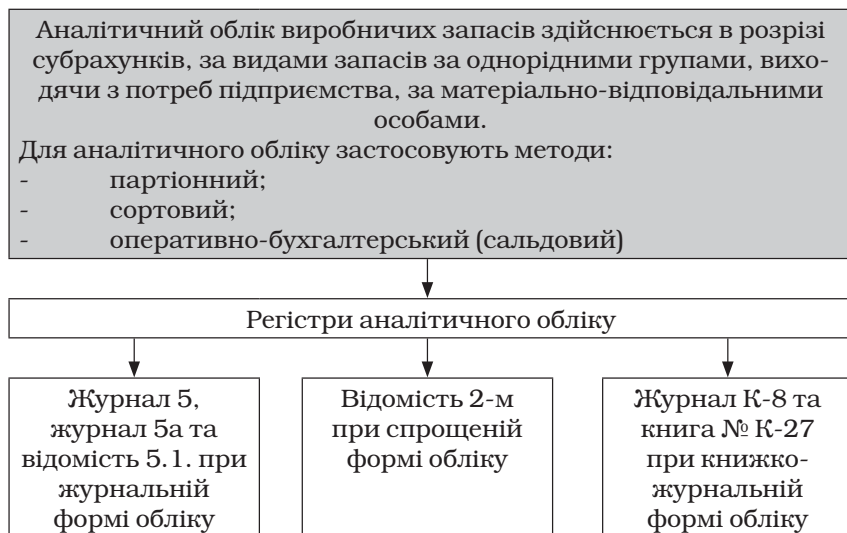 Аналітичний облік виробничих запасів здійснюється в розрізі
субрахунків, за видами запасів за однорідними групами, вихо-
дячи з потреб підприємства, за матеріально-відповідальними
особами.
Для аналітичного обліку застосовують методи:
- партіонний;
- сортовий;
- оперативно-бухгалтерський (сальдовий)
Регістри аналітичного обліку
Журнал 5,
журнал 5а та
відомість 5.1. при
журнальній
формі обліку
Відомість 2-м
при спрощеній
формі обліку
Журнал К-8 та
книга № К-27
при книжко-
журнальній
формі обліку